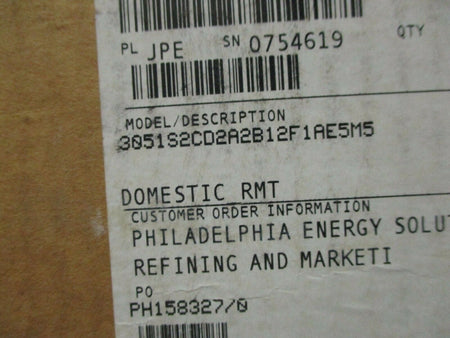 PL JPE SN 0754619 QTY
MODEL/DESCRIPTION
3051S2CD2A2B12F1AE5M5
DOMESTIC RMT
CUSTOMER ORDER INFORMATION
PHILADELPHIA ENERGY SOLUT
REFINING AND MARKETI
PO
PH158327/0